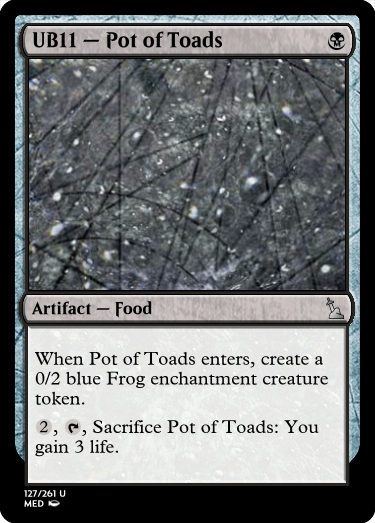 UB11 — Pot of Toads
Artifact — Food
When Pot of Toads enters, create a
0/2 blue Frog enchantment creature
token.
2, , Sacrifice Pot of Toads: You
gain 3 life.
127/261 U
MED